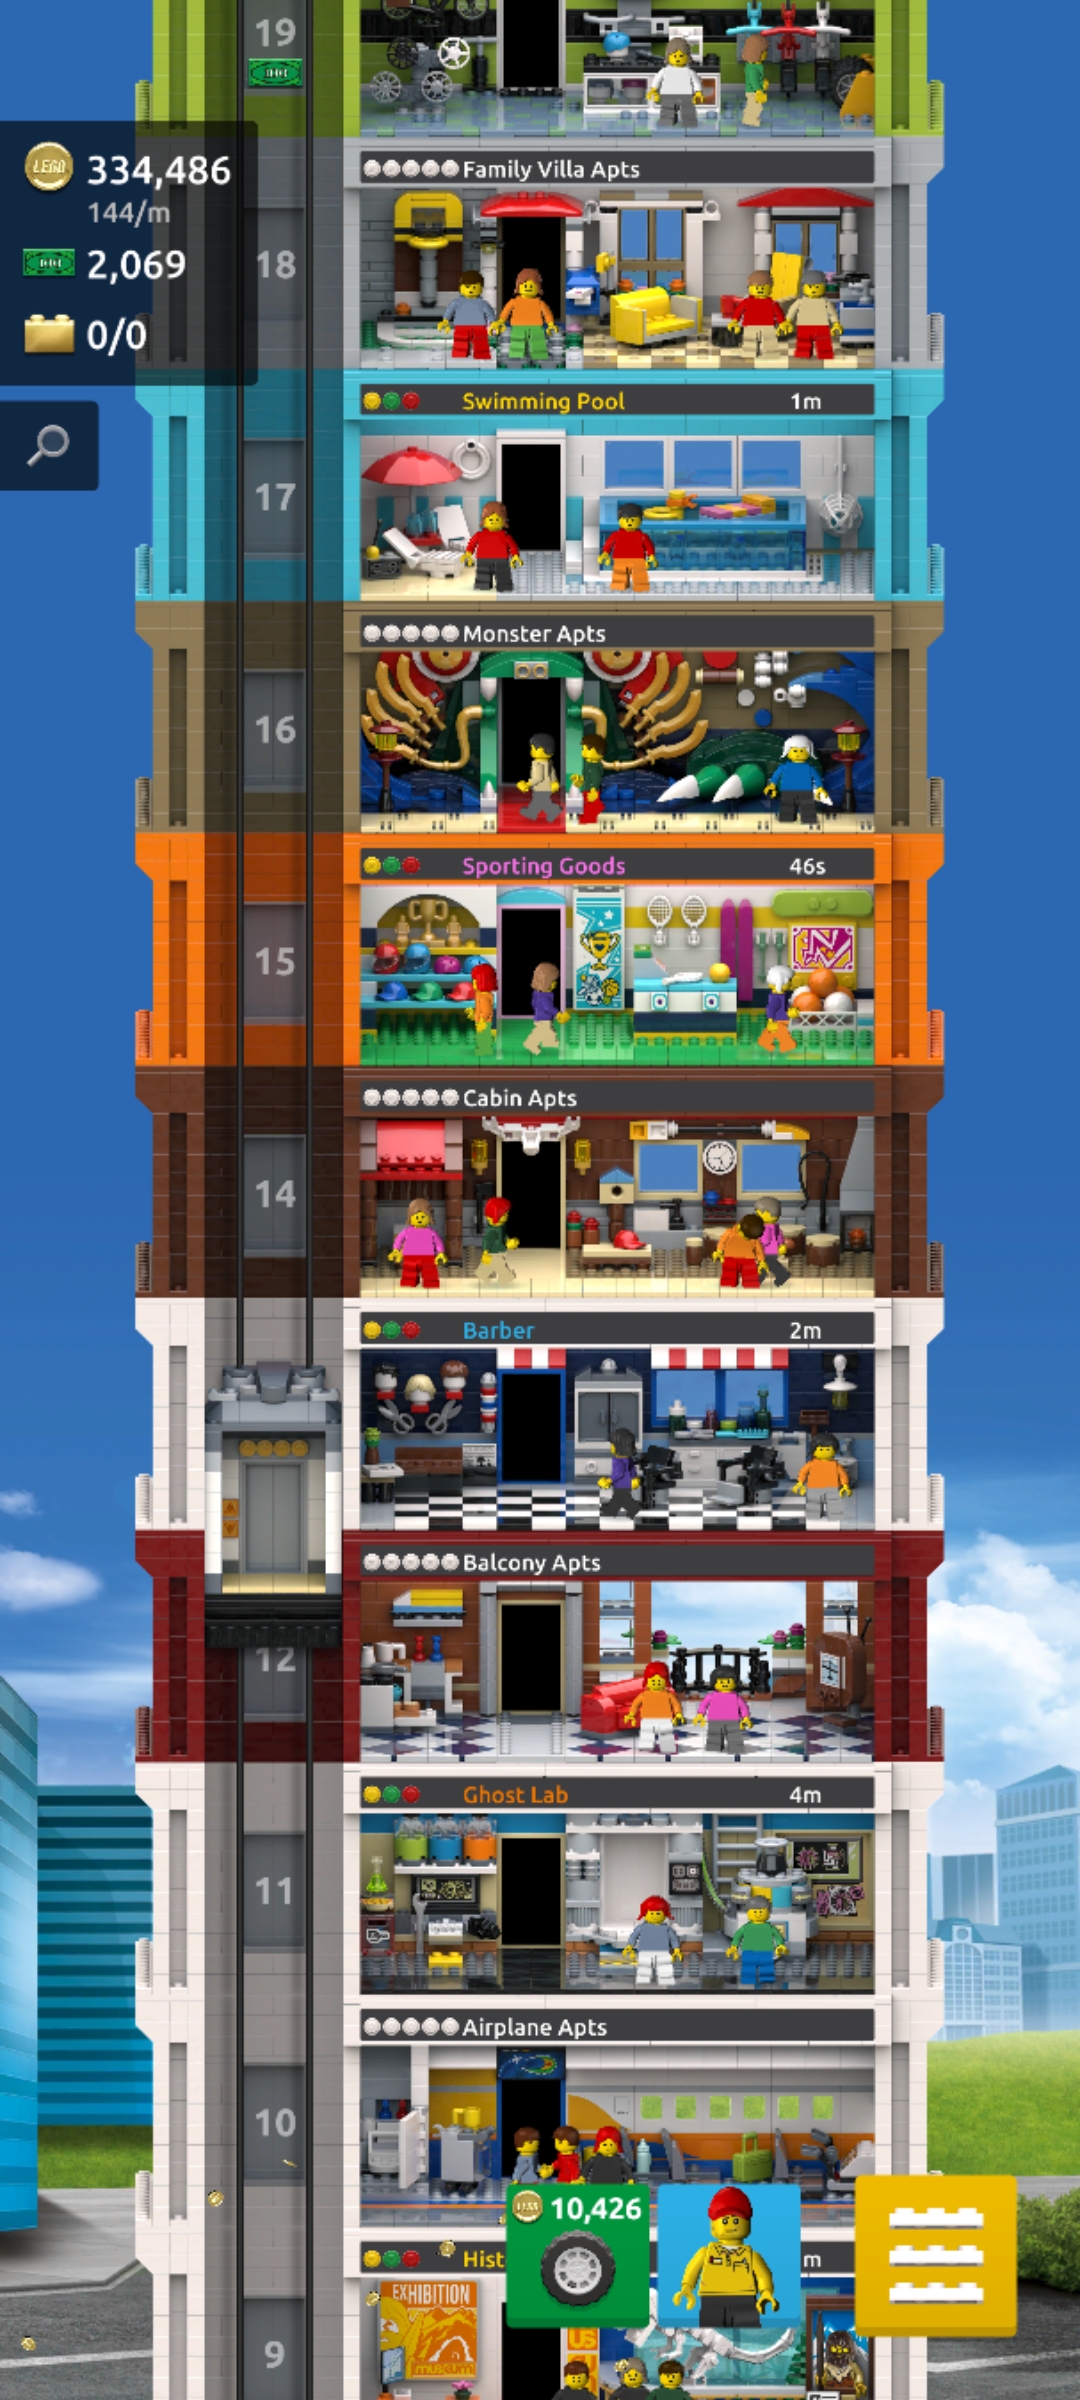 19
LEGO
334,486
144/m
2,069
0/0
Family Villa Apts
18
Swimming Pool 1m
17
Monster Apts
16
Sporting Goods 46s
15
Cabin Apts
14
Barber 2m
Balcony Apts
12
Ghost Lab 4m
11
Airplane Apts
10
10,426
Hist
m
EXHIBITION
museum
US
9